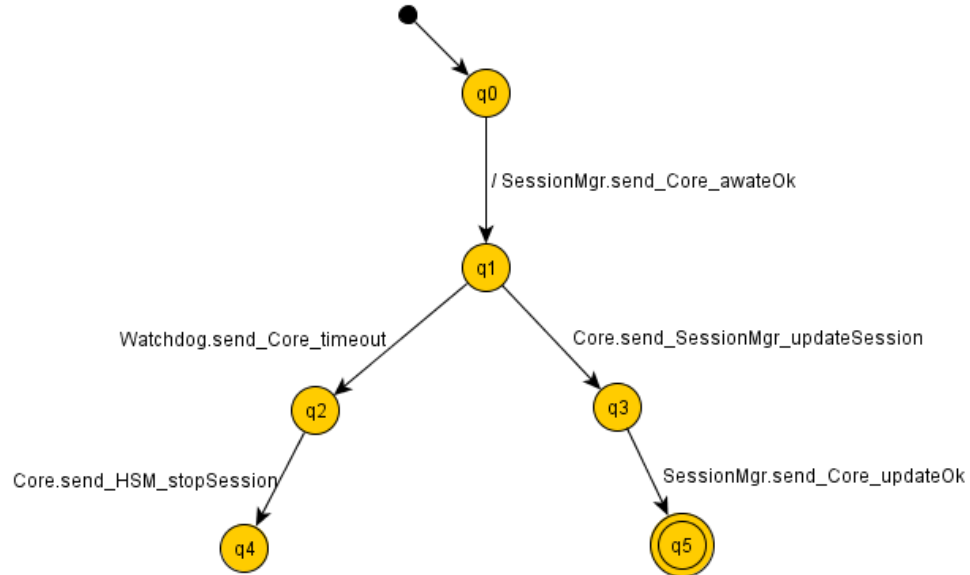 q0
/ SessionMgr.send_Core_awateOk
q1
Watchdog.send_Core_timeout
Core.send_SessionMgr_updateSession
q2
q3
Core.send_HSM_stopSession
SessionMgr.send_Core_updateOk
q4
q5